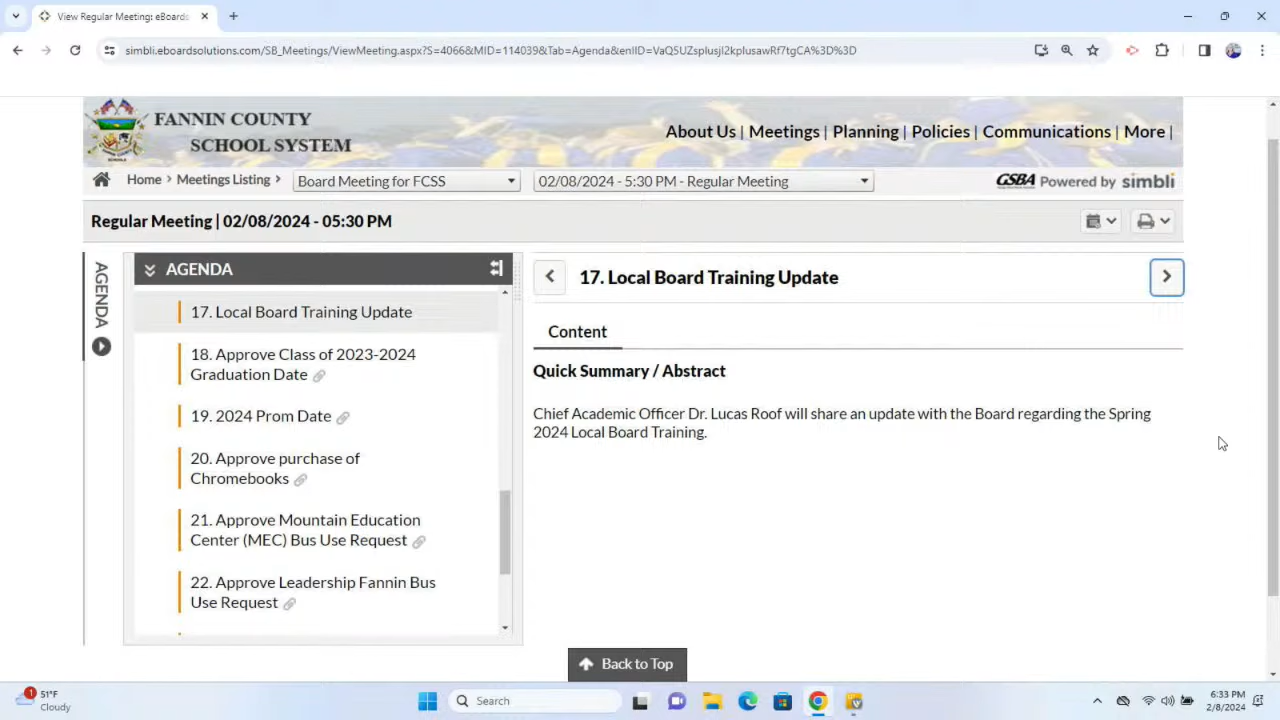 View Regular Meeting: eBoards
simbli.eboardsolutions.com/SB_Meetings/ViewMeeting.aspx?S=4066&MID=114039&Tab=Agenda&enIID=VaQSUZsplusjI2kplusawRf7tgCA%3D%3D
FANNIN COUNTY
SCHOOL SYSTEM
About Us | Meetings | Planning | Policies | Communications | More |
Home > Meetings Listing > Board Meeting for FCSS 02/08/2024 - 5:30 PM - Regular Meeting GSBA Powered by simbli
Regular Meeting | 02/08/2024 - 05:30 PM
AGENDA
AGENDA
17. Local Board Training Update
18. Approve Class of 2023-2024
Graduation Date
19. 2024 Prom Date
20. Approve purchase of
Chromebooks
21. Approve Mountain Education
Center (MEC) Bus Use Request
22. Approve Leadership Fannin Bus
Use Request
17. Local Board Training Update
Content
Quick Summary / Abstract
Chief Academic Officer Dr. Lucas Roof will share an update with the Board regarding the Spring
2024 Local Board Training.
Back to Top
1
51°F
Cloudy
Search
6:33 PM
2/8/2024